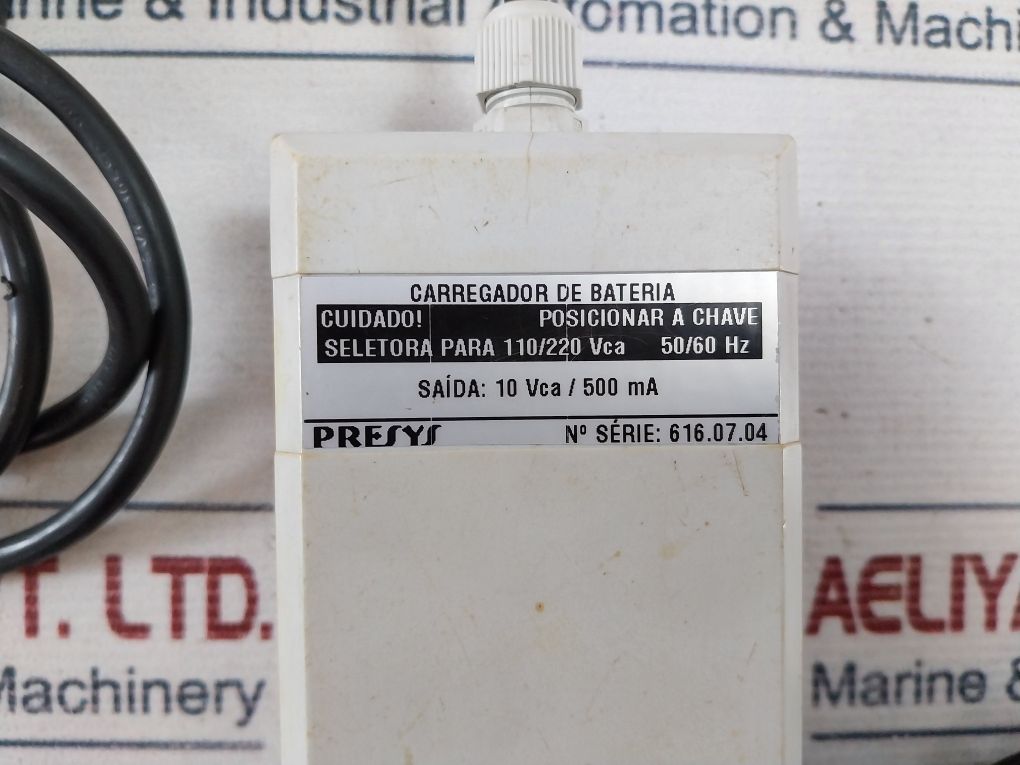 rine & Industrial Automation & Machi
CARREGADOR DE BATERIA
CUIDADO! POSICIONAR A CHAVE
SELETORA PARA 110/220 Vca 50/60 Hz
SAÍDA: 10 Vca / 500 mA
PRESYS Nº SÉRIE: 616.07.04
T. LTD. AELIYA
Machinery Marine &